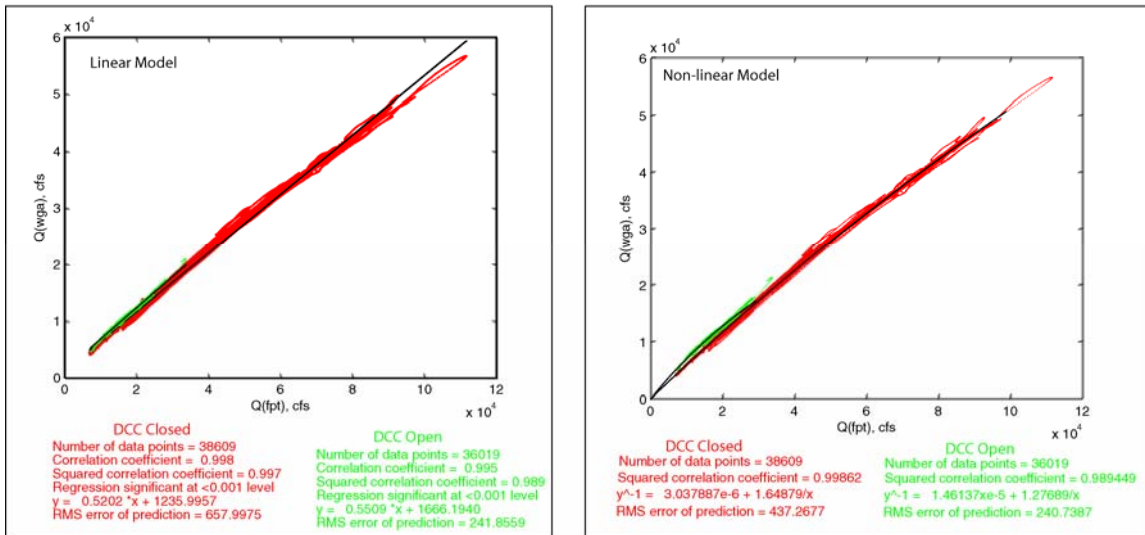 x 10⁴
6
5
4
3
2
1
0
Q(wga), cfs
Linear Model
0 2 4 6 8 10 12
Q(fpt), cfs
x 10⁴
DCC Closed
Number of data points = 38609
Correlation coefficient = 0.998
Squared correlation coefficient = 0.997
Regression significant at <0.001 level
y = 0.5202 *x + 1235.9957
RMS error of prediction = 657.9975
DCC Open
Number of data points = 36019
Correlation coefficient = 0.995
Squared correlation coefficient = 0.989
Regression significant at <0.001 level
y = 0.5509 *x + 1666.1940
RMS error of prediction = 241.8559
x 10⁴
6
5
4
3
2
1
0
Q(wga), cfs
Non-linear Model
0 2 4 6 8 10 12
Q(fpt), cfs
x 10⁴
DCC Closed
Number of data points = 38609
Squared correlation coefficient = 0.99862
y^-1 = 3.037887e-6 + 1.64879/x
RMS error of prediction = 437.2677
DCC Open
Number of data points = 36019
Squared correlation coefficient = 0.989449
y^-1 = 1.46137xe-5 + 1.27689/x
RMS error of prediction = 240.7387